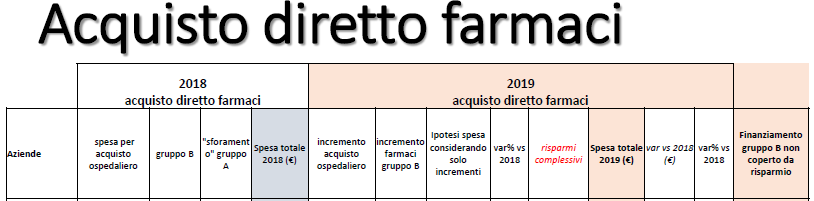 Acquisto diretto farmaci
2018
acquisto diretto farmaci
2019
acquisto diretto farmaci
Aziende
spesa per
acquisto
ospedaliero
gruppo B
"sforament
o" gruppo
A
Spesa totale
2018 (€)
incremento
acquisto
ospedaliero
incremento
farmaci
gruppo B
Ipotesi spesa
considerando
solo
incrementi
var% vs
2018
risparmi
complessivi
Spesa totale
2019 (€)
var vs 2018
(€)
var% vs
2018
Finanziamento
gruppo B non
coperto da
risparmio